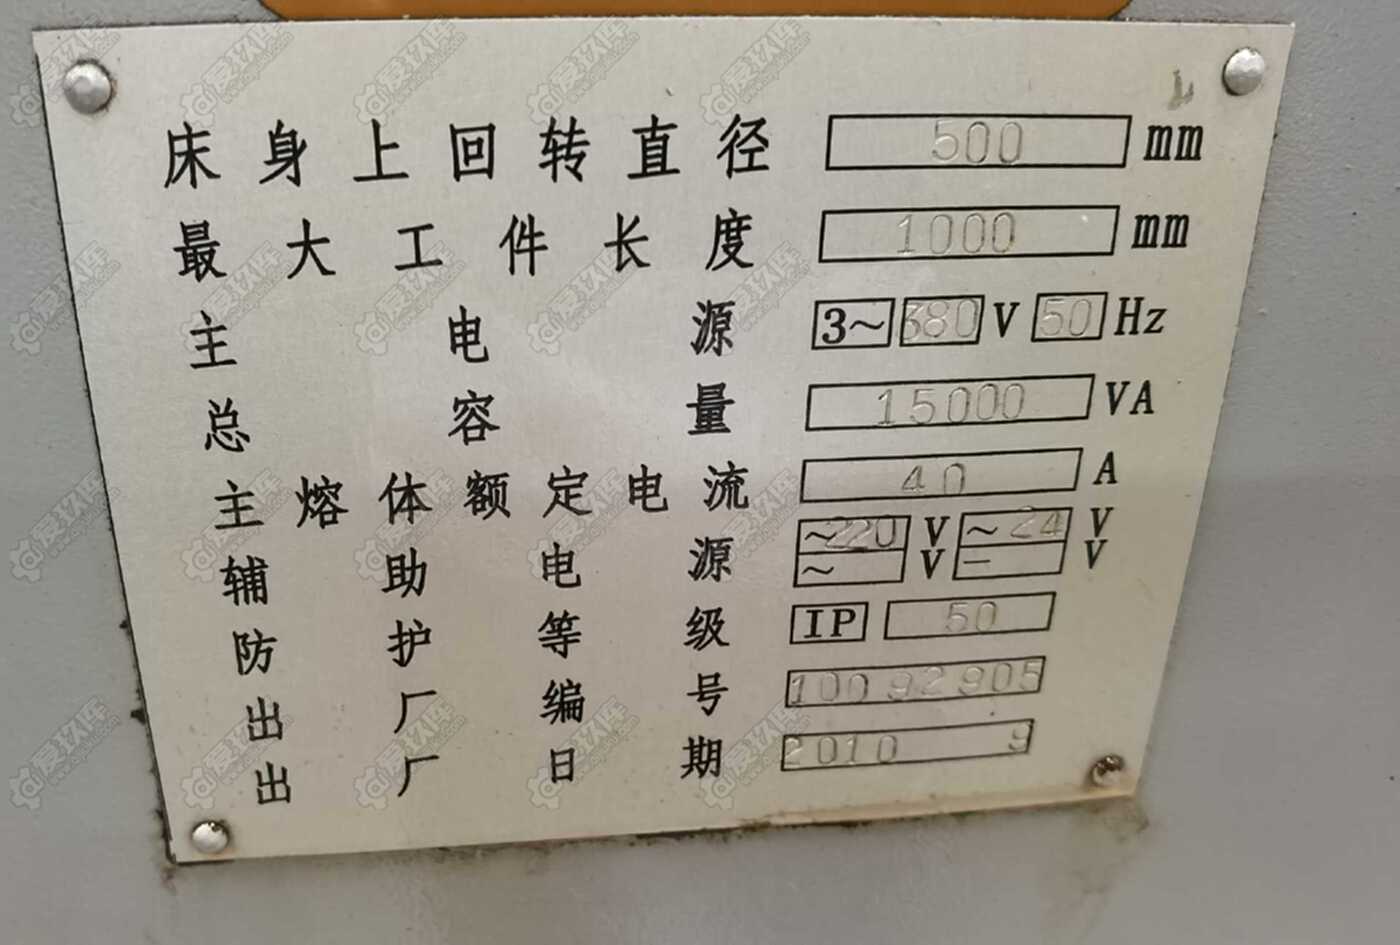 床身上回转直径 500 mm
最大工件长度 1000 mm
主电源 3~ 380 V 50 Hz
总容量 15000 VA
主熔体额定电流 40 A
辅助电源 ~220 V ~24 V
~ V — V
防护等级 IP 50
出厂编号 10092905
出厂日期 2010 9